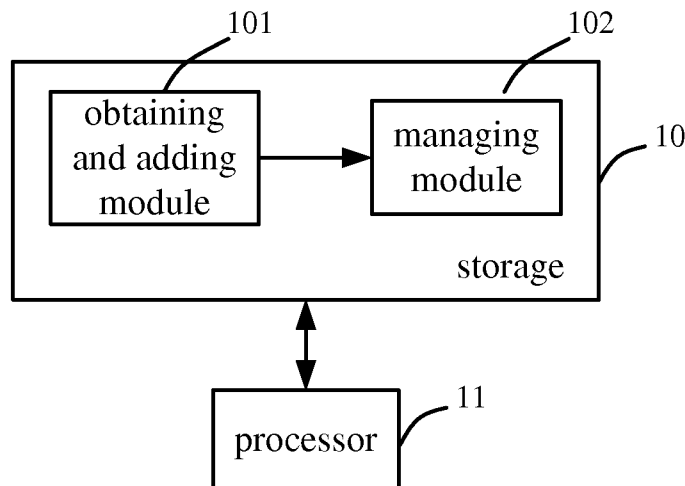 101
102
obtaining
and adding
module
managing
module
10
storage
11
processor